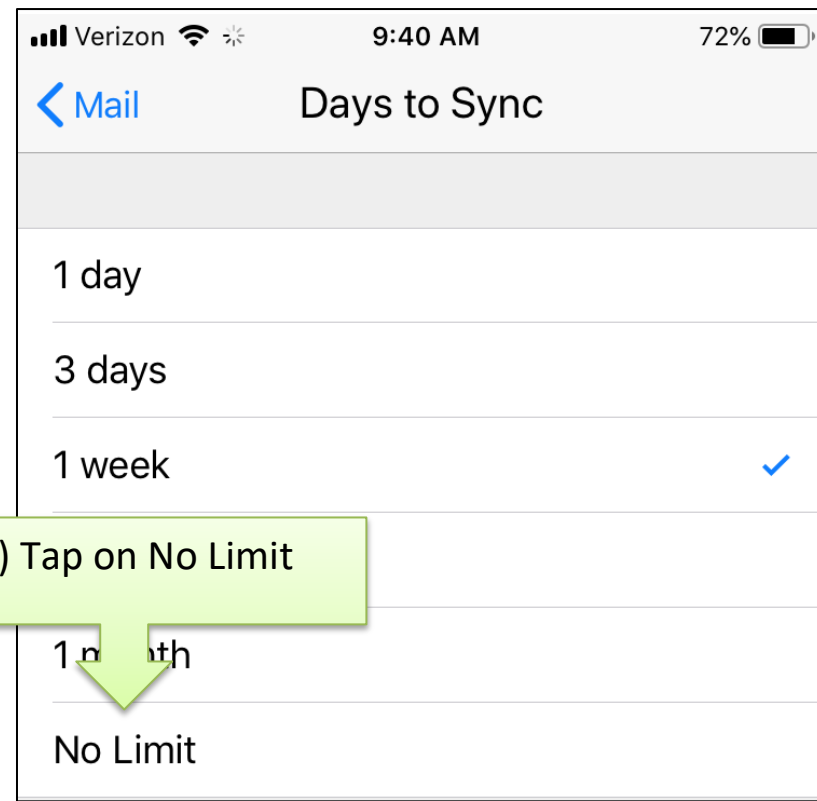 Verizon 9:40 AM 72%
Mail Days to Sync
1 day
3 days
1 week
) Tap on No Limit
1
No Limit